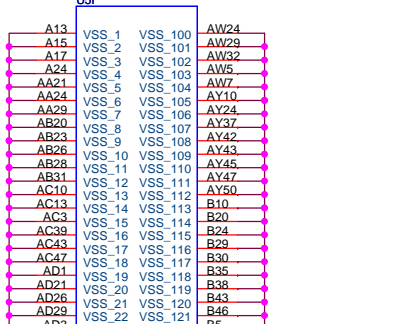 A13 VSS_1 VSS_100 AW24
A15 VSS_2 VSS_101 AW29
A17 VSS_3 VSS_102 AW32
A24 VSS_4 VSS_103 AW5
AA21 VSS_5 VSS_104 AW7
AA24 VSS_6 VSS_105 AY10
AA29 VSS_7 VSS_106 AY24
AB20 VSS_8 VSS_107 AY37
AB23 VSS_9 VSS_108 AY42
AB26 VSS_10 VSS_109 AY43
AB28 VSS_11 VSS_110 AY45
AB31 VSS_12 VSS_111 AY47
AC10 VSS_13 VSS_112 AY50
AC13 VSS_14 VSS_113 B10
AC3 VSS_15 VSS_114 B20
AC39 VSS_16 VSS_115 B24
AC43 VSS_17 VSS_116 B29
AC47 VSS_18 VSS_117 B30
AD1 VSS_19 VSS_118 B35
AD21 VSS_20 VSS_119 B38
AD26 VSS_21 VSS_120 B43
AD29 VSS_22 VSS_121 B46